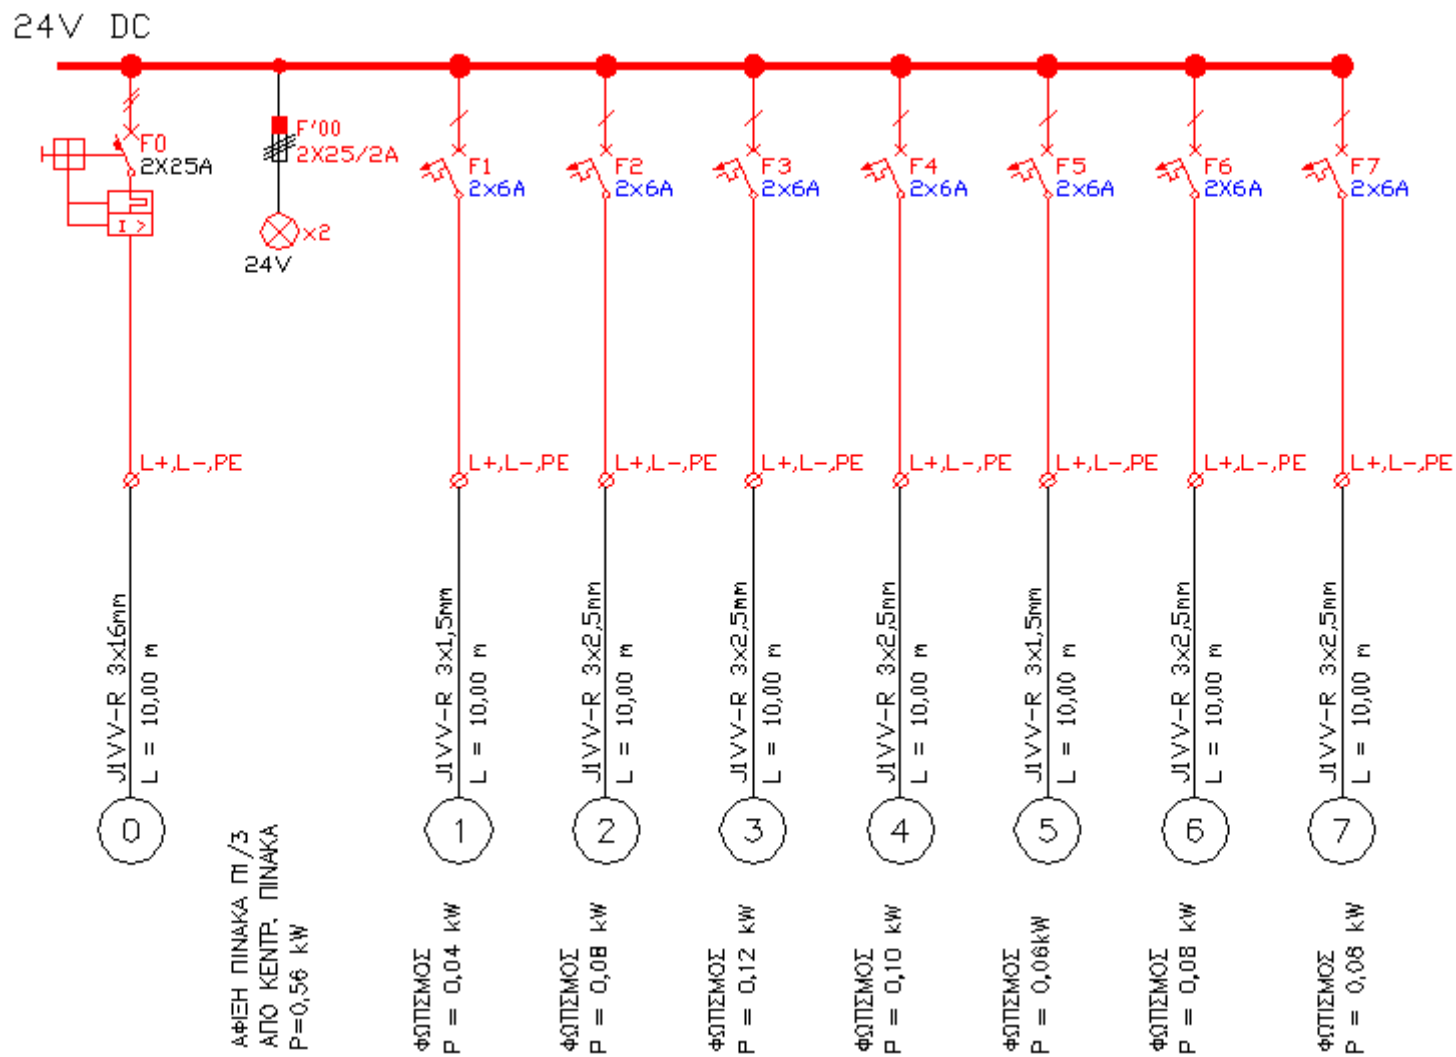 24V DC
F0
2X25A
F'00
2X25/2A
x2
24V
F1
2x6A
F2
2x6A
F3
2x6A
F4
2x6A
F5
2x6A
F6
2X6A
F7
2x6A
L+,L-,PE
L+,L-,PE
L+,L-,PE
L+,L-,PE
L+,L-,PE
L+,L-,PE
L+,L-,PE
L+,L-,PE
J1VV-R 3x16mm
L = 10,00 m
J1VV-R 3x1,5mm
L = 10,00 m
J1VV-R 3x2,5mm
L = 10,00 m
J1VV-R 3x2,5mm
L = 10,00 m
J1VV-R 3x2,5mm
L = 10,00 m
J1VV-R 3x1,5mm
L = 10,00 m
J1VV-R 3x2,5mm
L = 10,00 m
J1VV-R 3x2,5mm
L = 10,00 m
0
1
2
3
4
5
6
7
ΑΦΙΞΗ ΠΙΝΑΚΑ Π1/3
ΑΠΟ ΚΕΝΤΡ. ΠΙΝΑΚΑ
P=0,56 kW
ΦΩΤΙΣΜΟΣ
P = 0,04 kW
ΦΩΤΙΣΜΟΣ
P = 0,08 kW
ΦΩΤΙΣΜΟΣ
P = 0,12 kW
ΦΩΤΙΣΜΟΣ
P = 0,10 kW
ΦΩΤΙΣΜΟΣ
P = 0,06kW
ΦΩΤΙΣΜΟΣ
P = 0,08 kW
ΦΩΤΙΣΜΟΣ
P = 0,08 kW